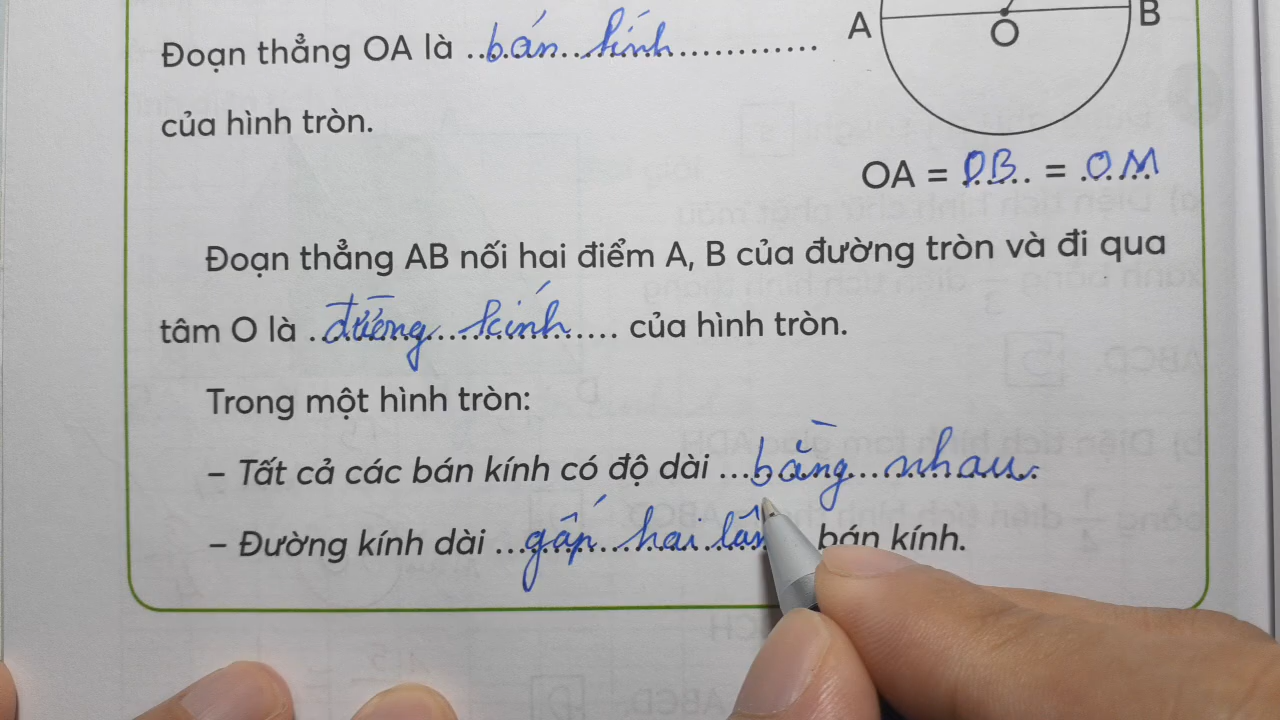 A B
O
Đoạn thẳng OA là ..bán kính............
của hình tròn.
OA = OB.. = OM
Đoạn thẳng AB nối hai điểm A, B của đường tròn và đi qua
tâm O là ..đường kính.... của hình tròn.
Trong một hình tròn:
– Tất cả các bán kính có độ dài ...bằng nhau.
– Đường kính dài ...gấp hai lần bán kính.